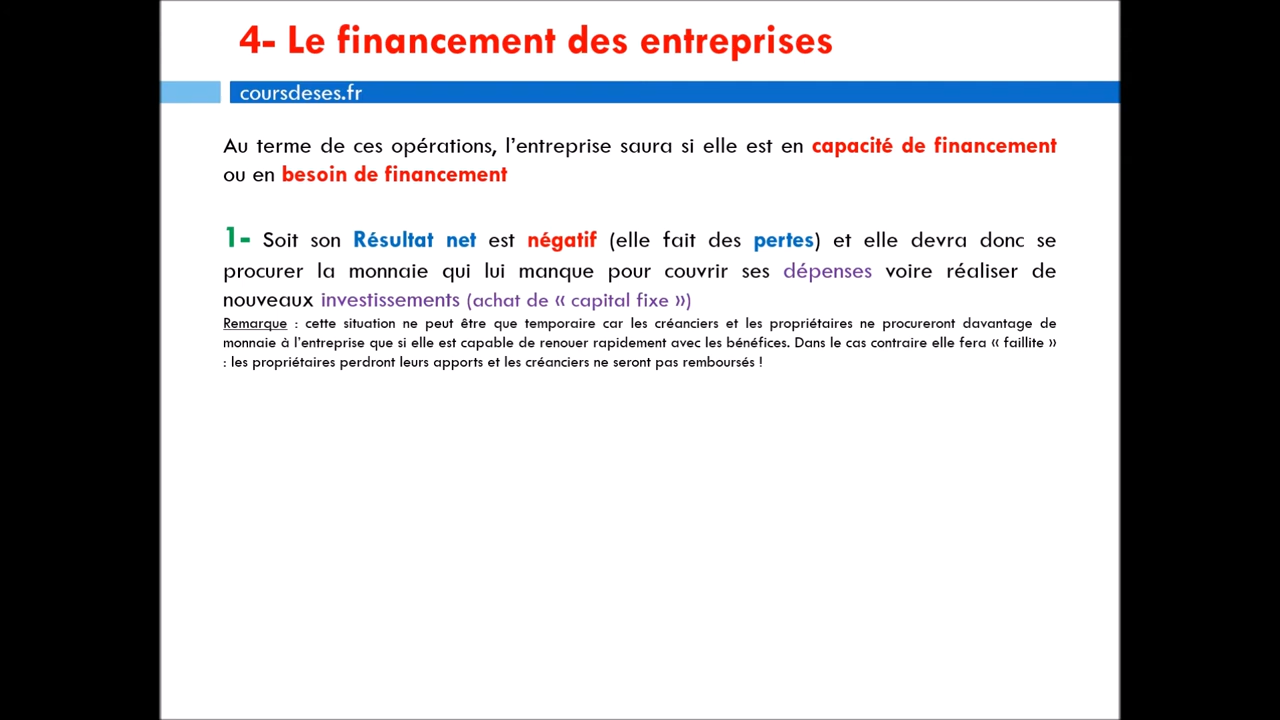 4- Le financement des entreprises
coursdeses.fr
Au terme de ces opérations, l'entreprise saura si elle est en capacité de financement
ou en besoin de financement
1- Soit son Résultat net est négatif (elle fait des pertes) et elle devra donc se
procurer la monnaie qui lui manque pour couvrir ses dépenses voire réaliser de
nouveaux investissements (achat de « capital fixe »)
Remarque : cette situation ne peut être que temporaire car les créanciers et les propriétaires ne procureront davantage de
monnaie à l'entreprise que si elle est capable de renouer rapidement avec les bénéfices. Dans le cas contraire elle fera « faillite »
: les propriétaires perdront leurs apports et les créanciers ne seront pas remboursés !